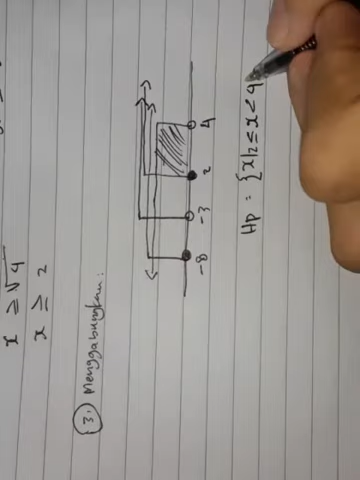 x ≥ √4
x ≥ 2
3. Menggabungkan:
-8 -3 2 4
Hp = {x/2 ≤ x < 4